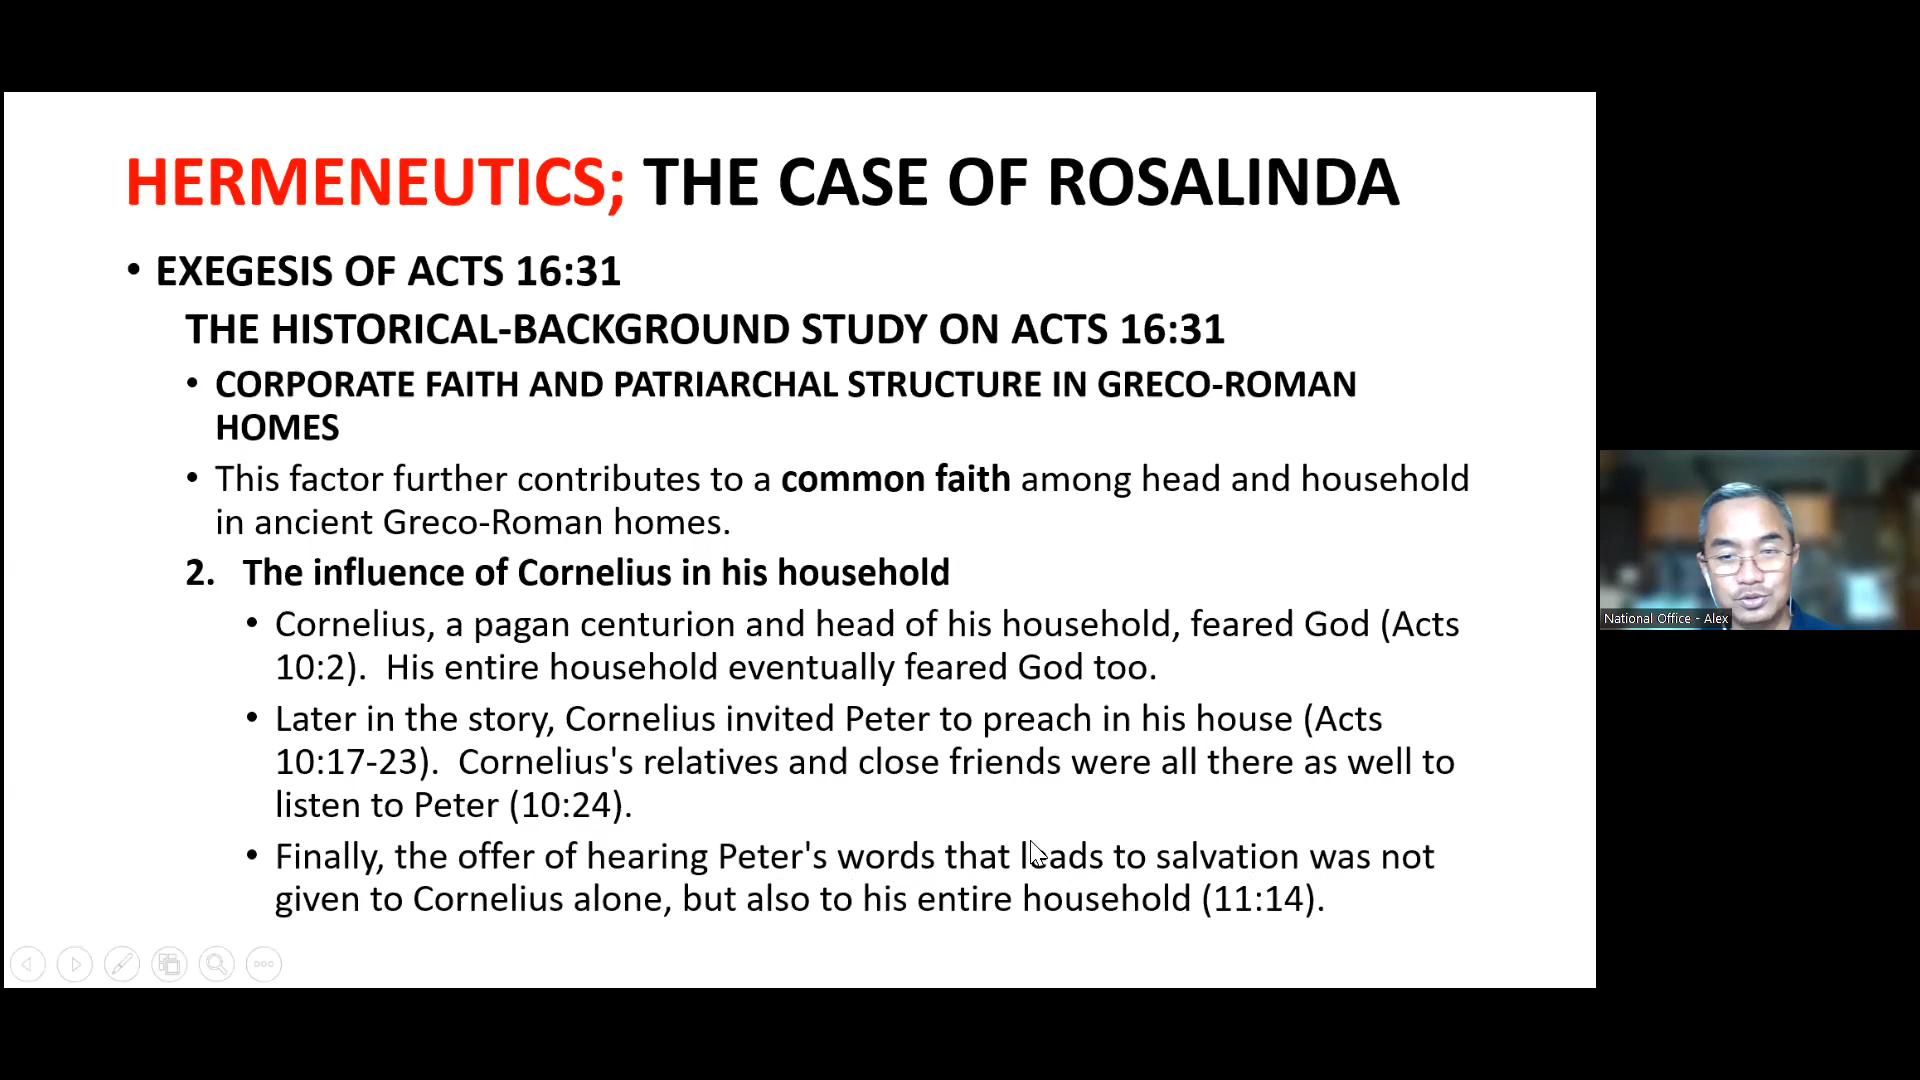 HERMENEUTICS; THE CASE OF ROSALINDA
• EXEGESIS OF ACTS 16:31
THE HISTORICAL-BACKGROUND STUDY ON ACTS 16:31
• CORPORATE FAITH AND PATRIARCHAL STRUCTURE IN GRECO-ROMAN
HOMES
• This factor further contributes to a common faith among head and household
in ancient Greco-Roman homes.
2. The influence of Cornelius in his household
• Cornelius, a pagan centurion and head of his household, feared God (Acts
10:2). His entire household eventually feared God too.
• Later in the story, Cornelius invited Peter to preach in his house (Acts
10:17-23). Cornelius's relatives and close friends were all there as well to
listen to Peter (10:24).
• Finally, the offer of hearing Peter's words that leads to salvation was not
given to Cornelius alone, but also to his entire household (11:14).
DOC
National Office - Alex